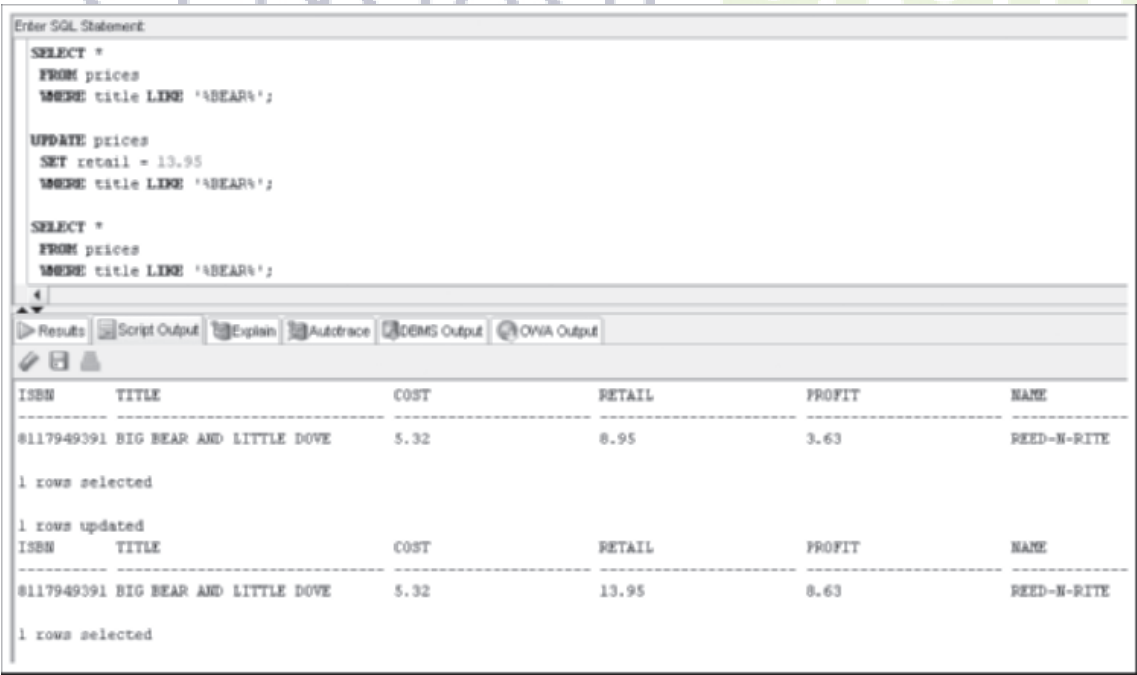 Enter SQL Statement:
SELECT *
FROM prices
WHERE title LIKE '%BEAR%';
UPDATE prices
SET retail = 13.95
WHERE title LIKE '%BEAR%';
SELECT *
FROM prices
WHERE title LIKE '%BEAR%';
Results Script Output Explain Autotrace DBMS Output OWA Output
ISBN TITLE COST RETAIL PROFIT NAME
---------- ------------------------------ ---------------------- ---------------------- ---------------------- ------------
8117949391 BIG BEAR AND LITTLE DOVE 5.32 8.95 3.63 REED-N-RITE
1 rows selected
1 rows updated
ISBN TITLE COST RETAIL PROFIT NAME
---------- ------------------------------ ---------------------- ---------------------- ---------------------- ------------
8117949391 BIG BEAR AND LITTLE DOVE 5.32 13.95 8.63 REED-N-RITE
1 rows selected